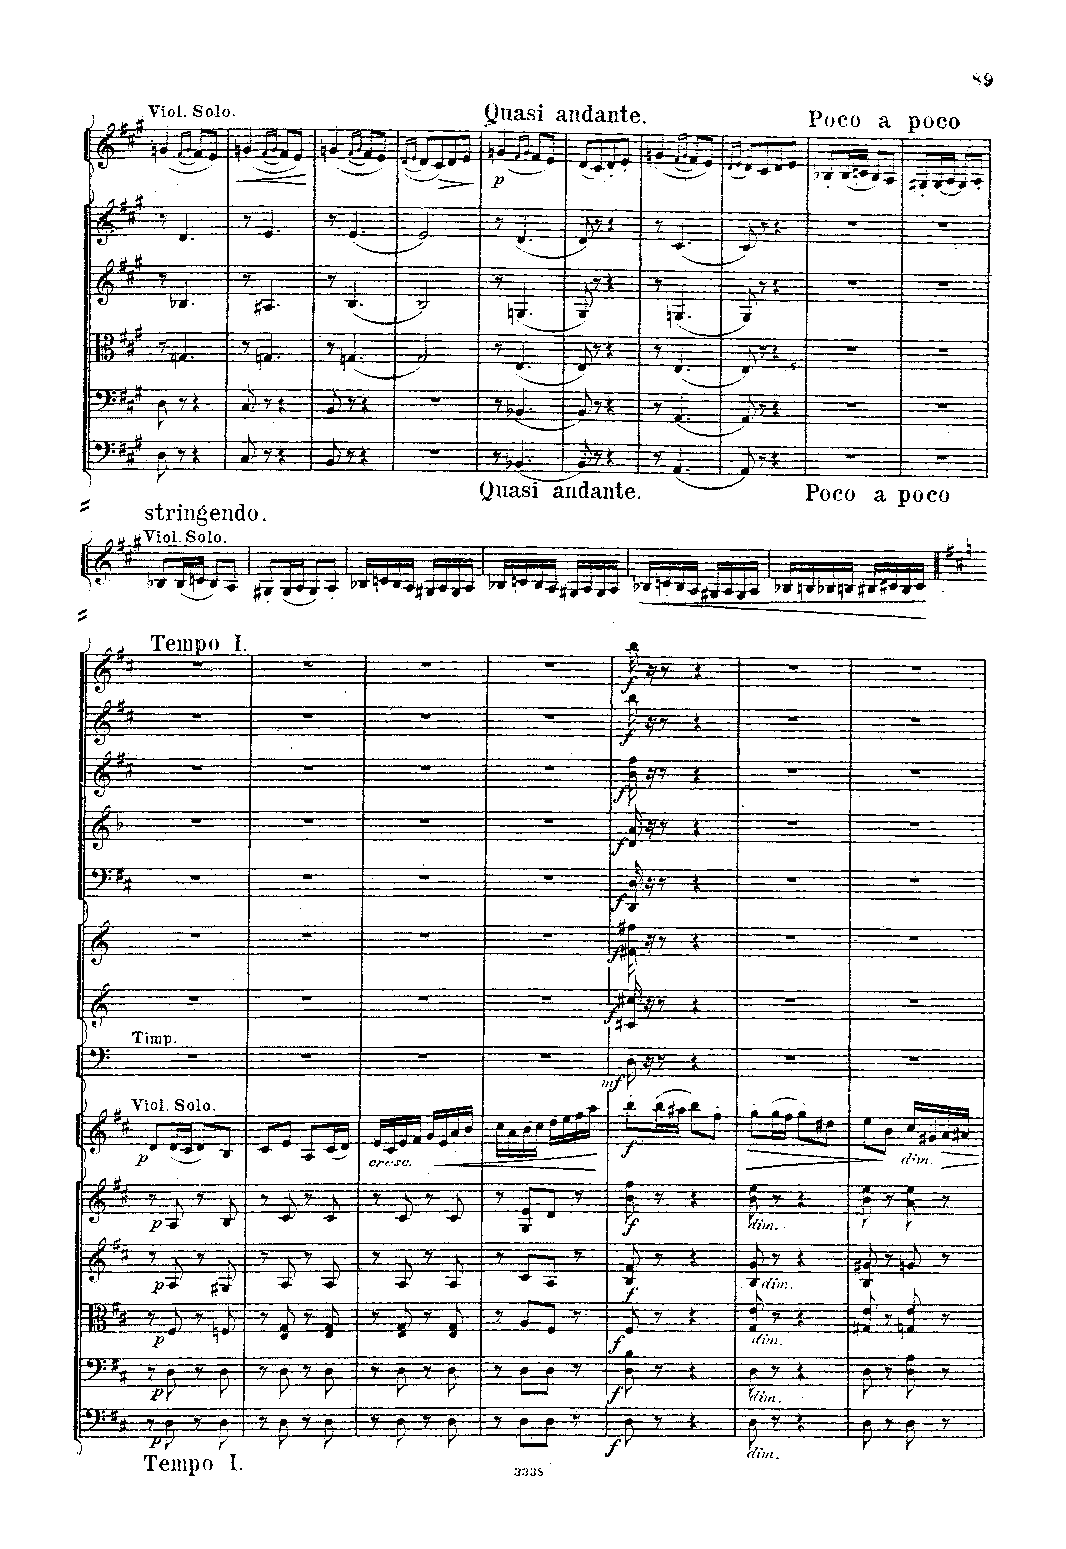 89
Viol. Solo. Quasi andante. Poco a poco
p
Quasi andante. Poco a poco
stringendo.
Viol. Solo.
Tempo I.
f
f
f
f
f
f
f
Timp.
mf
Viol. Solo.
p cresc. f dim.
p f dim.
p f dim.
p f dim.
p f dim.
p f dim.
Tempo I.
3338